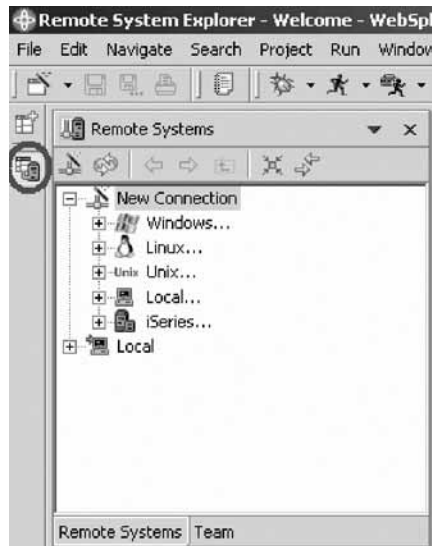 Remote System Explorer - Welcome - WebSpl
File Edit Navigate Search Project Run Window
Remote Systems
New Connection
Windows...
Linux...
Unix Unix...
Local...
iSeries...
Local
Remote Systems Team